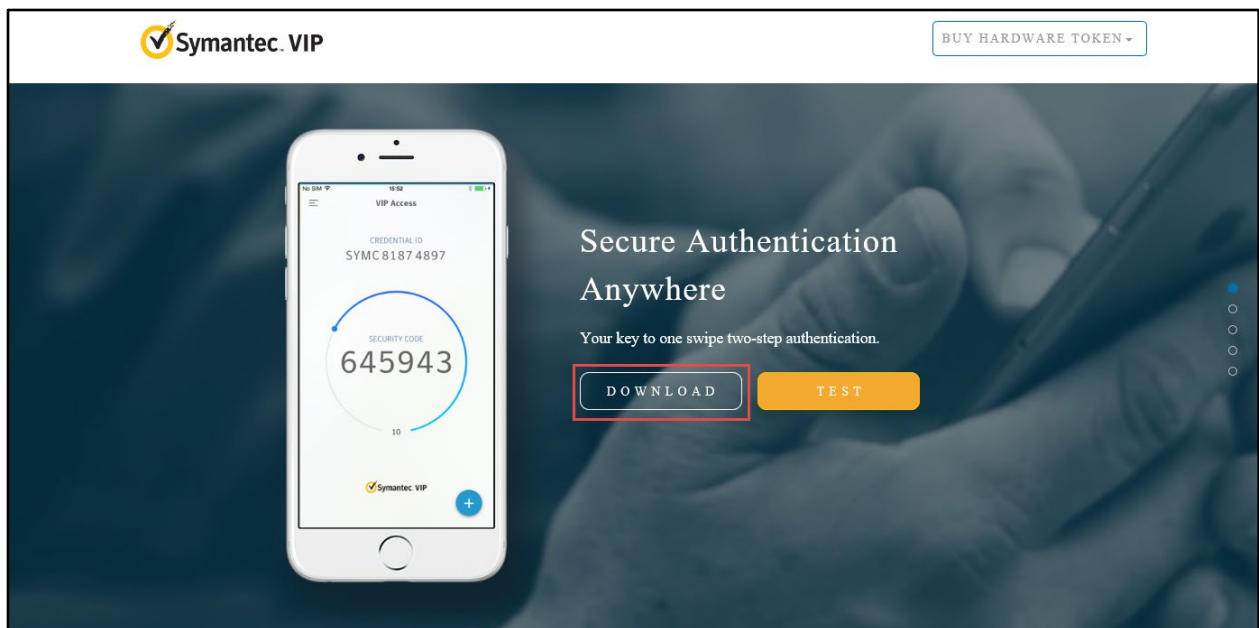 Symantec. VIP
BUY HARDWARE TOKEN
No SIM 15:52
VIP Access
CREDENTIAL ID
SYMC 8187 4897
SECURITY CODE
645943
10
Symantec. VIP
+
Secure Authentication
Anywhere
Your key to one swipe two-step authentication.
DOWNLOAD TEST